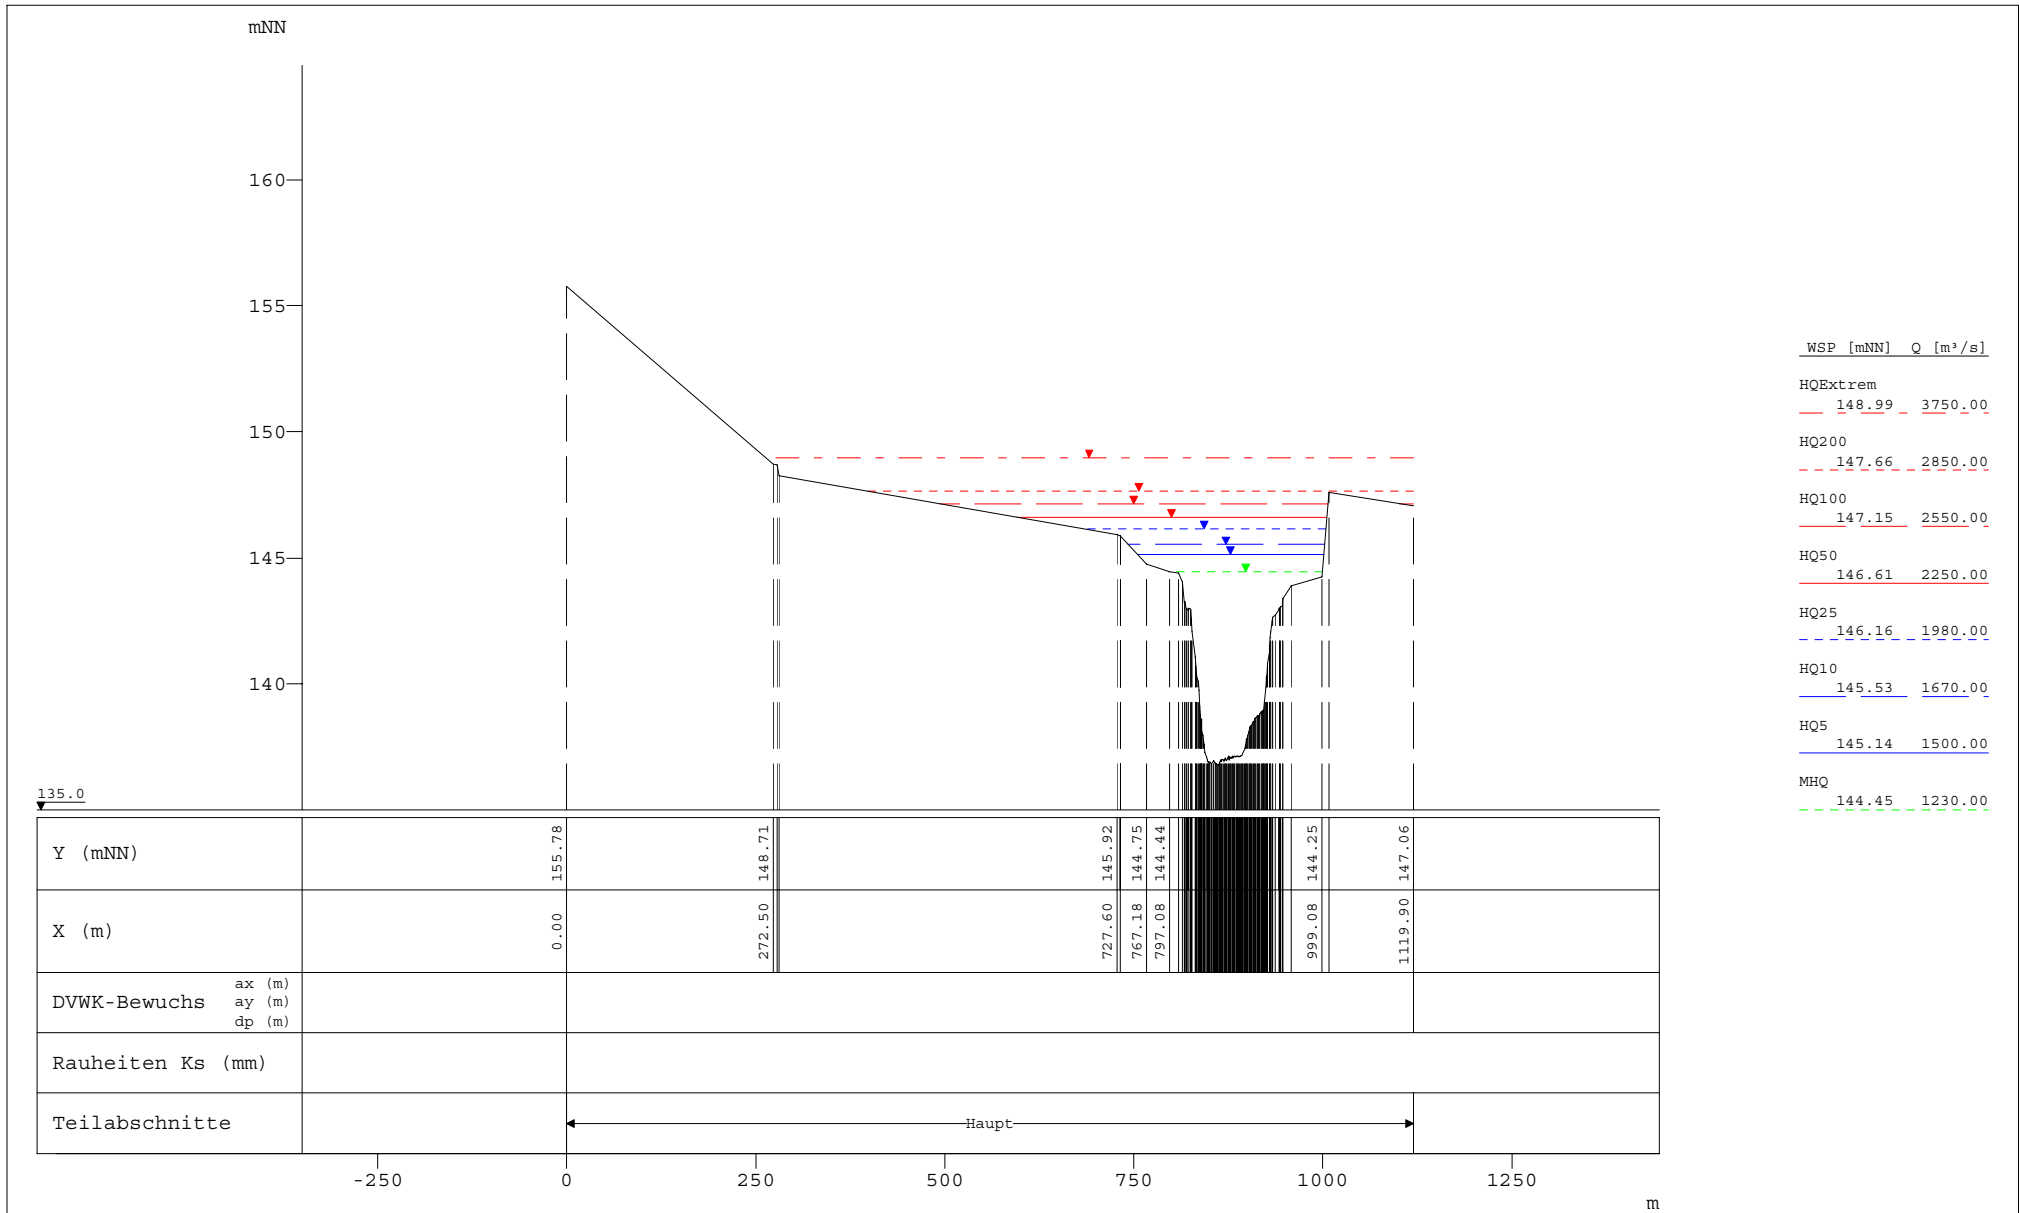 mNN
160
155
150
145
140
135.0
WSP [mNN] Q [m³/s]
HQExtrem
148.99 3750.00
HQ200
147.66 2850.00
HQ100
147.15 2550.00
HQ50
146.61 2250.00
HQ25
146.16 1980.00
HQ10
145.53 1670.00
HQ5
145.14 1500.00
MHQ
144.45 1230.00
Y (mNN)
155.78
148.71
145.92
144.75
144.44
144.25
147.06
X (m)
0.00
272.50
727.60
767.18
797.08
999.08
1119.90
DVWK-Bewuchs
ax (m)
ay (m)
dp (m)
Rauheiten Ks (mm)
Teilabschnitte
Haupt
-250 0 250 500 750 1000 1250
m